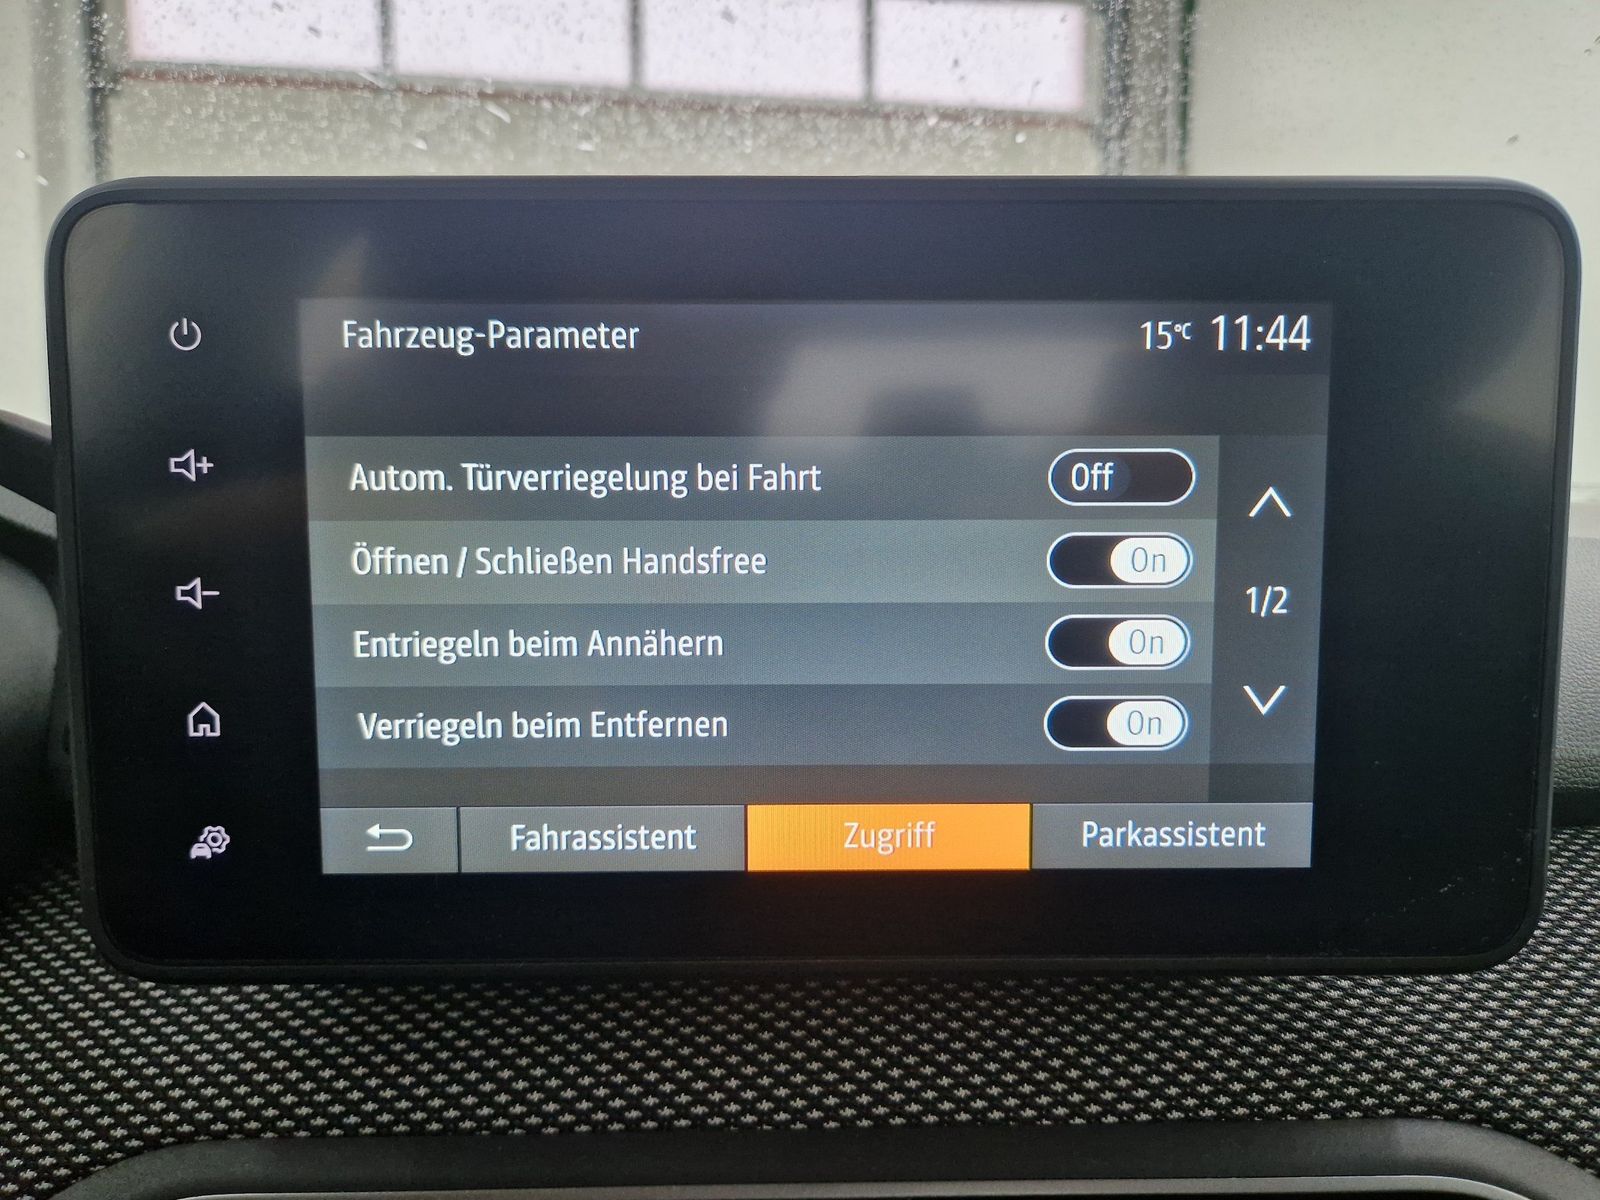 Fahrzeug-Parameter
15°C 11:44
Autom. Türverriegelung bei Fahrt Off
Öffnen / Schließen Handsfree On
1/2
Entriegeln beim Annähern On
Verriegeln beim Entfernen On
Fahrassistent Zugriff Parkassistent